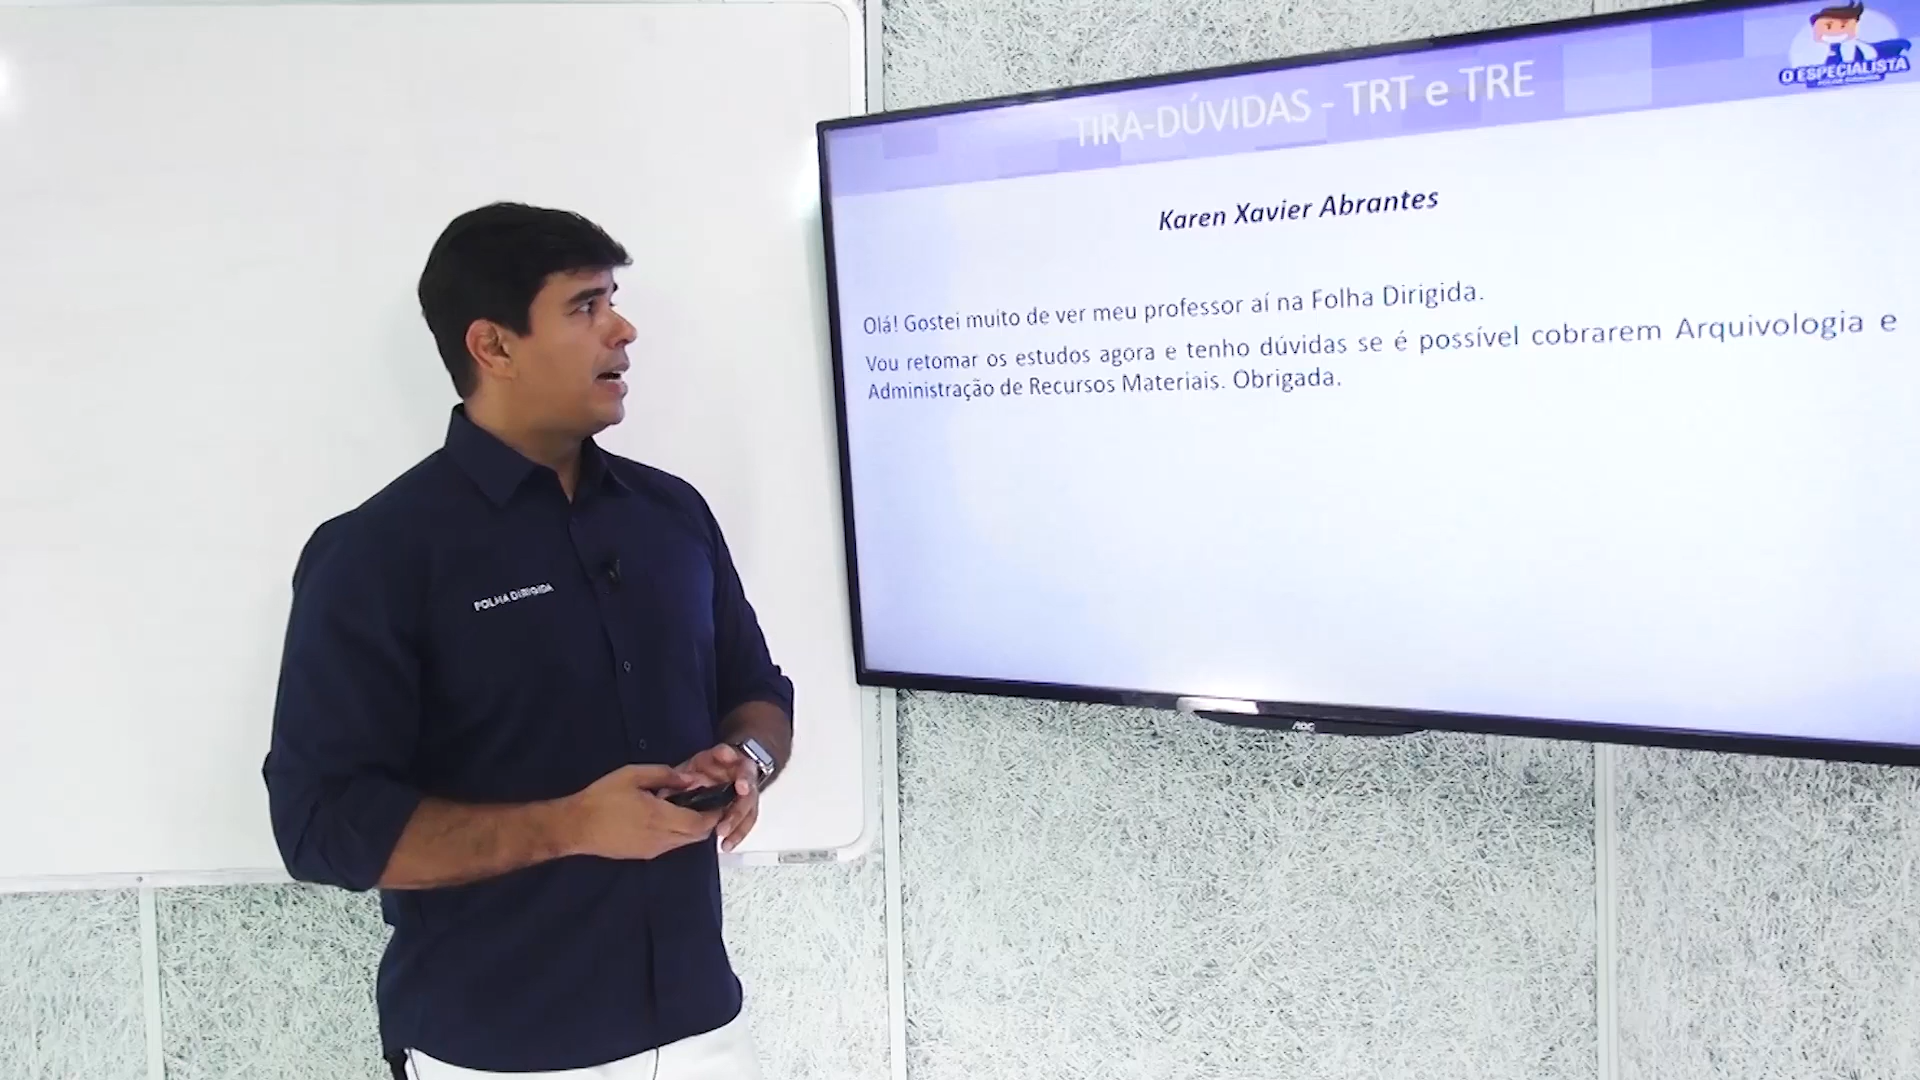 O ESPECIALISTA
TIRA-DÚVIDAS - TRT e TRE
Karen Xavier Abrantes
Olá! Gostei muito de ver meu professor aí na Folha Dirigida.
Vou retomar os estudos agora e tenho dúvidas se é possível cobrarem Arquivologia e
Administração de Recursos Materiais. Obrigada.
FOLHA DIRIGIDA
AOC